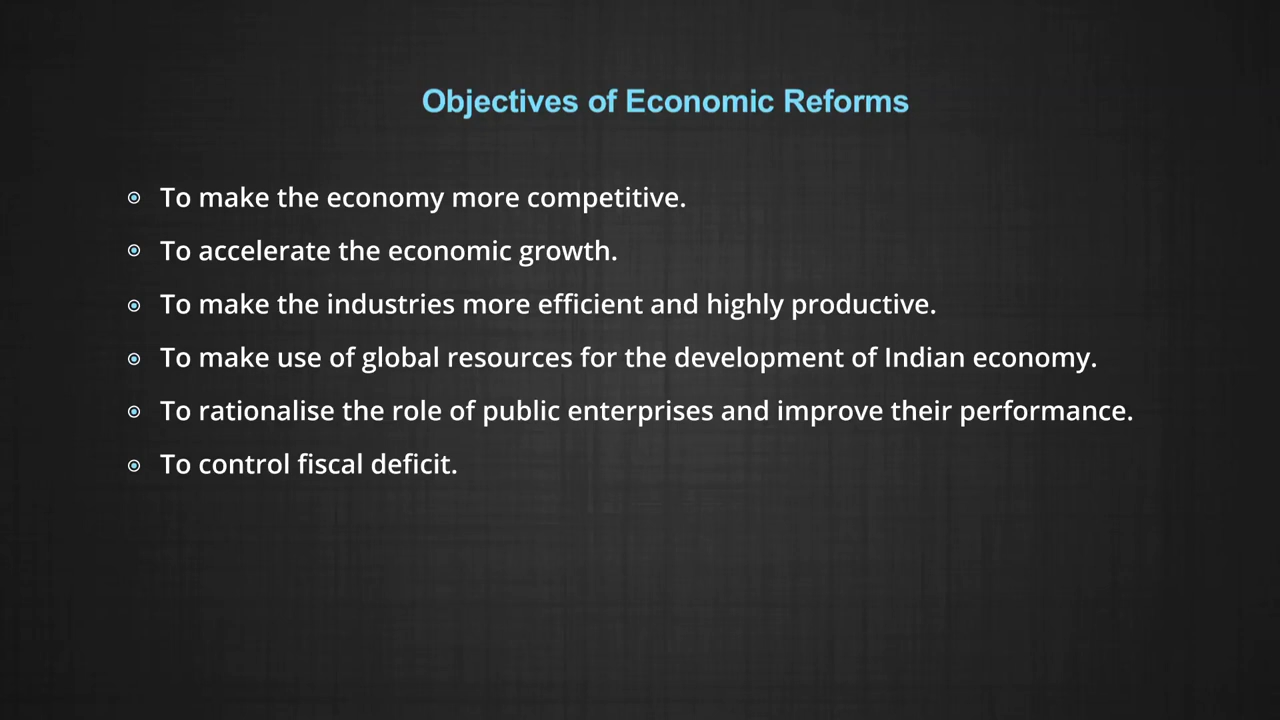 Objectives of Economic Reforms
To make the economy more competitive.
To accelerate the economic growth.
To make the industries more efficient and highly productive.
To make use of global resources for the development of Indian economy.
To rationalise the role of public enterprises and improve their performance.
To control fiscal deficit.